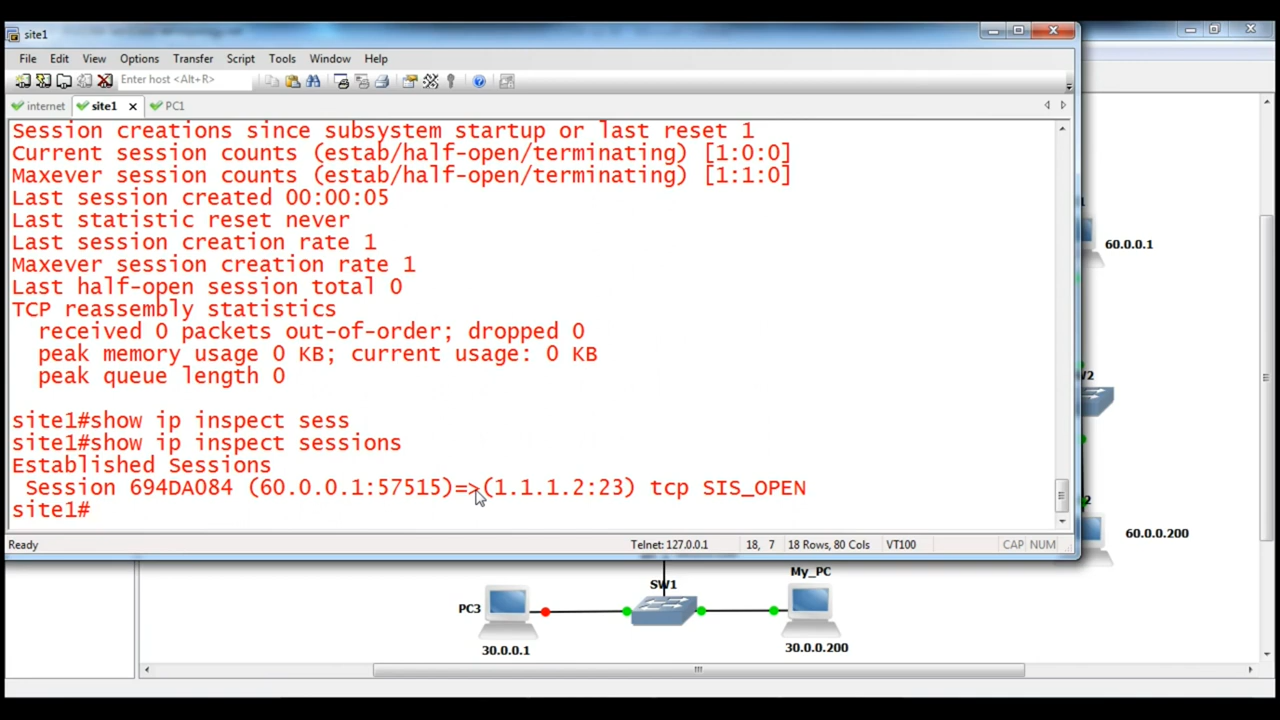 site1
File Edit View Options Transfer Script Tools Window Help
Enter host <Alt+R>
internet site1 PC1
Session creations since subsystem startup or last reset 1
Current session counts (estab/half-open/terminating) [1:0:0]
Maxever session counts (estab/half-open/terminating) [1:1:0]
Last session created 00:00:05
Last statistic reset never
Last session creation rate 1
Maxever session creation rate 1
Last half-open session total 0
TCP reassembly statistics
received 0 packets out-of-order; dropped 0
peak memory usage 0 KB; current usage: 0 KB
peak queue length 0
site1#show ip inspect sess
site1#show ip inspect sessions
Established Sessions
Session 694DA084 (60.0.0.1:57515)=>(1.1.1.2:23) tcp SIS_OPEN
site1#
Ready Telnet: 127.0.0.1 18, 7 18 Rows, 80 Cols VT100 CAP NUM
60.0.0.1
60.0.0.200
SW1
My_PC
PC3
30.0.0.1
30.0.0.200